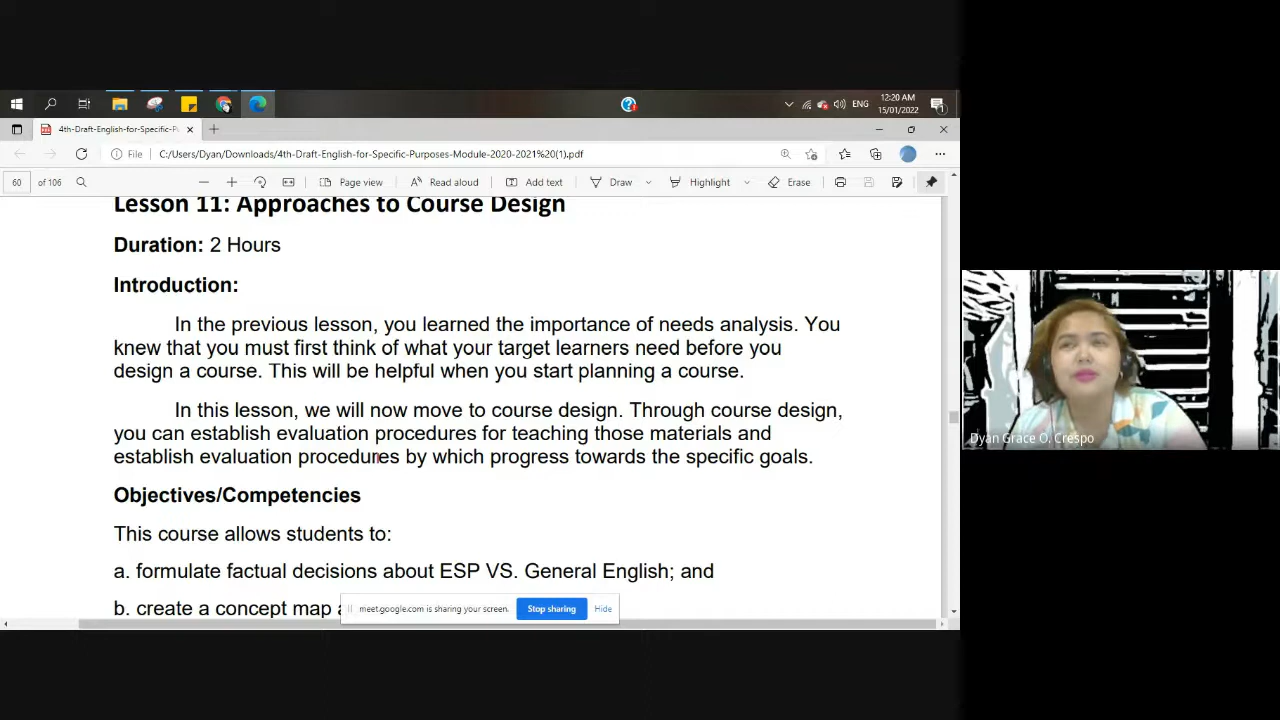 12:20 AM
ENG
15/01/2022
4th-Draft-English-for-Specific-Pu
File
C:/Users/Dyan/Downloads/4th-Draft-English-for-Specific-Purposes-Module-2020-2021%20(1).pdf
60 of 106
Page view
Read aloud
Add text
Draw
Highlight
Erase
Lesson 11: Approaches to Course Design
Duration: 2 Hours
Introduction:
In the previous lesson, you learned the importance of needs analysis. You
knew that you must first think of what your target learners need before you
design a course. This will be helpful when you start planning a course.
In this lesson, we will now move to course design. Through course design,
you can establish evaluation procedures for teaching those materials and
establish evaluation procedures by which progress towards the specific goals.
Objectives/Competencies
This course allows students to:
a. formulate factual decisions about ESP VS. General English; and
b. create a concept map
meet.google.com is sharing your screen.
Stop sharing
Hide
Dyan Grace O. Crespo